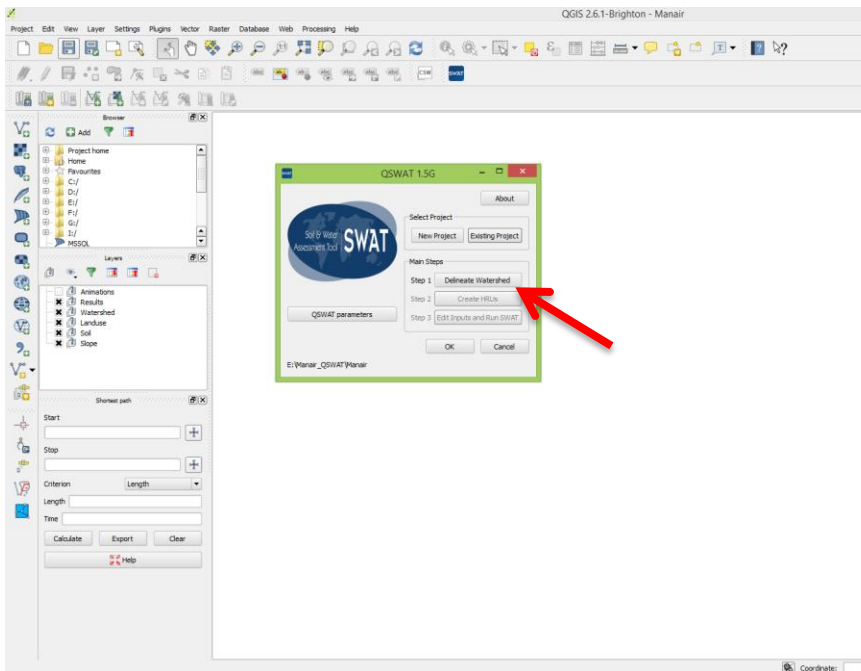 QGIS 2.6.1-Brighton - Manair
Project Edit View Layer Settings Plugins Vector Raster Database Web Processing Help
CSW SWAT
Browser
Add
Project home
Home
Favourites
C:/
D:/
E:/
F:/
G:/
I:/
MSSQL
Layers
Animations
Results
Watershed
Landuse
Soil
Slope
Shortest path
Start
Stop
Criterion Length
Length
Time
Calculate Export Clear
Help
QSWAT 1.5G
About
Soil & Water
Assessment Tool
SWAT
Select Project
New Project Existing Project
Main Steps
Step 1 Delineate Watershed
Step 2 Create HRUs
Step 3 Edit Inputs and Run SWAT
QSWAT parameters
OK Cancel
E:\Manair_QSWAT\Manair
Coordinate: